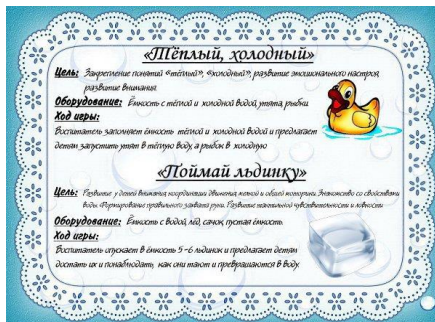 «Тёплый, холодный»
Цель: Закрепление понятий «тёплый», «холодный», развитие эмоционального настроя,
развитие внимания.
Оборудование: Ёмкость с тёплой и холодной водой, утята, рыбки.
Ход игры:
Воспитатель заполняет ёмкость тёплой и холодной водой и предлагает
детям запустить утят в тёплую воду, а рыбок в холодную
«Поймай льдинку»
Цель: Развитие у детей внимания, координации движения, мелкой и общей моторики. Знакомство со свойствами
воды. Формирование правильного захвата руки. Развитие тактильной чувствительности и ловкости
Оборудование: Ёмкость с водой, лёд, сачок, пустая ёмкость.
Ход игры:
Воспитатель опускает в ёмкость 5-6 льдинок и предлагает детям
достать их и понаблюдать, как они тают и превращаются в воду.